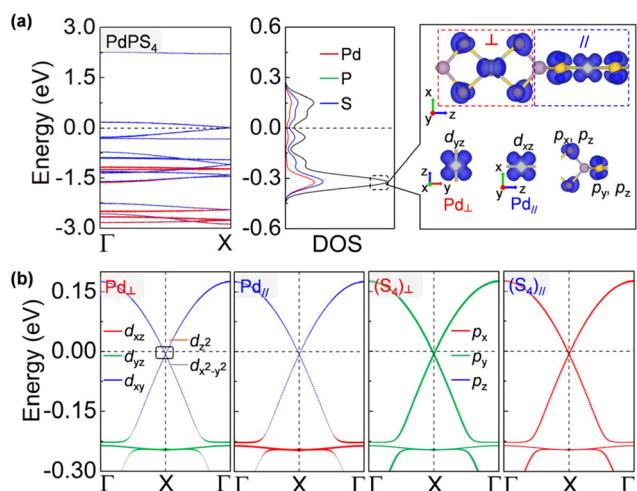 (a)
PdPS4
Energy (eV)
3.0
1.5
0.0
-1.5
-3.0
Γ
X
0.6
0.3
0.0
-0.3
-0.6
Pd
P
S
DOS
⊥
//
x
y
z
dyz
dxz
px, pz
z
x
y
x
y
z
Pd⊥
Pd//
py, pz
(b)
Energy (eV)
0.15
0.00
-0.15
-0.30
Pd⊥
dxz
dyz
dxy
dz2
dx2-y2
Pd//
(S4)⊥
px
py
pz
(S4)//
Γ
X
Γ
X
Γ
X
Γ
X
Γ